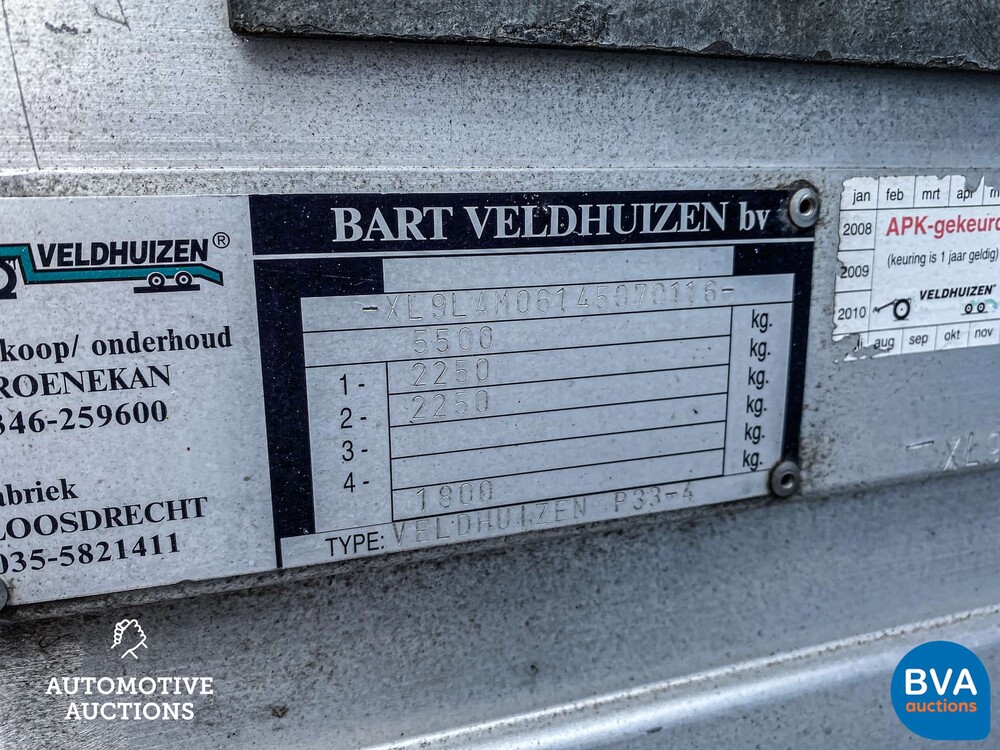 VELDHUIZEN®
koop/ onderhoud
ROENEKAN
346-259600
abriek
LOOSDRECHT
035-5821411
BART VELDHUIZEN bv
-XL9LAM06145070116-
5500 kg.
kg.
1- 2250 kg.
2- 2250 kg.
3- kg.
4- kg.
1800
TYPE: VELDHUIZEN P33-4
jan feb mrt apr
2008 APK-gekeurd
(keuring is 1 jaar geldig)
2009
2010 VELDHUIZEN
aug sep okt nov
-XL9
AUTOMOTIVE
AUCTIONS
BVA
auctions